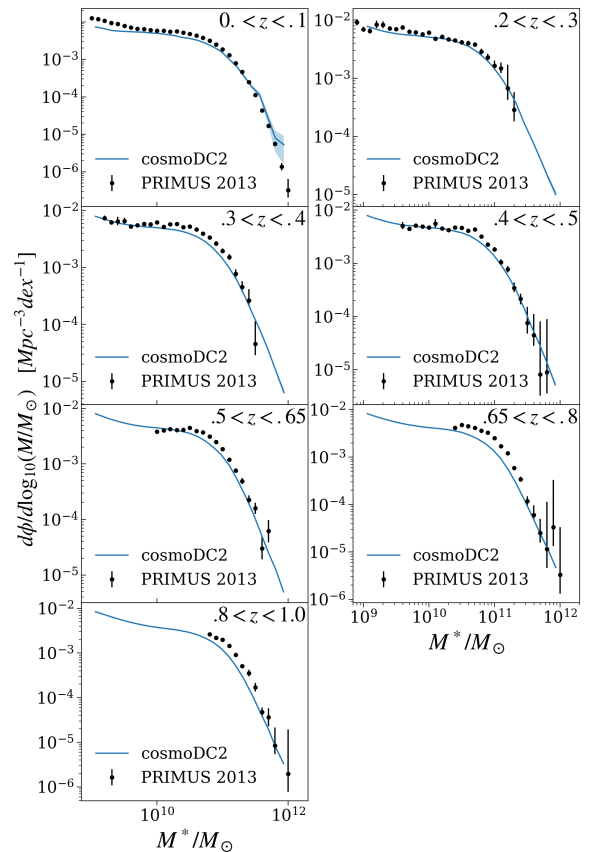 0. < z < .1
10⁻²
10⁻³
10⁻⁴
10⁻⁵
10⁻⁶
cosmoDC2
PRIMUS 2013
.2 < z < .3
10⁻²
10⁻³
10⁻⁴
10⁻⁵
cosmoDC2
PRIMUS 2013
.3 < z < .4
10⁻²
10⁻³
10⁻⁴
10⁻⁵
cosmoDC2
PRIMUS 2013
.4 < z < .5
10⁻²
10⁻³
10⁻⁴
10⁻⁵
cosmoDC2
PRIMUS 2013
dϕ/dlog₁₀(M/M⊙) [Mpc⁻³dex⁻¹]
.5 < z < .65
10⁻²
10⁻³
10⁻⁴
10⁻⁵
cosmoDC2
PRIMUS 2013
.65 < z < .8
10⁻²
10⁻³
10⁻⁴
10⁻⁵
10⁻⁶
cosmoDC2
PRIMUS 2013
10⁹ 10¹⁰ 10¹¹ 10¹²
M*/M⊙
.8 < z < 1.0
10⁻²
10⁻³
10⁻⁴
10⁻⁵
10⁻⁶
cosmoDC2
PRIMUS 2013
10¹⁰ 10¹²
M*/M⊙